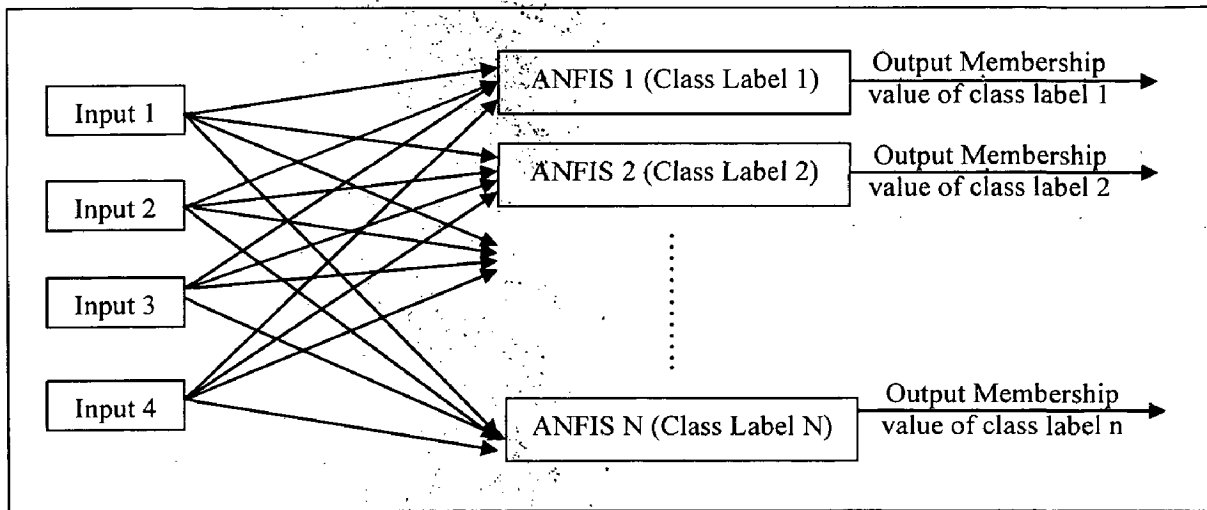 Input 1
Input 2
Input 3
Input 4
ANFIS 1 (Class Label 1)
Output Membership
value of class label 1
ANFIS 2 (Class Label 2)
Output Membership
value of class label 2
ANFIS N (Class Label N)
Output Membership
value of class label n